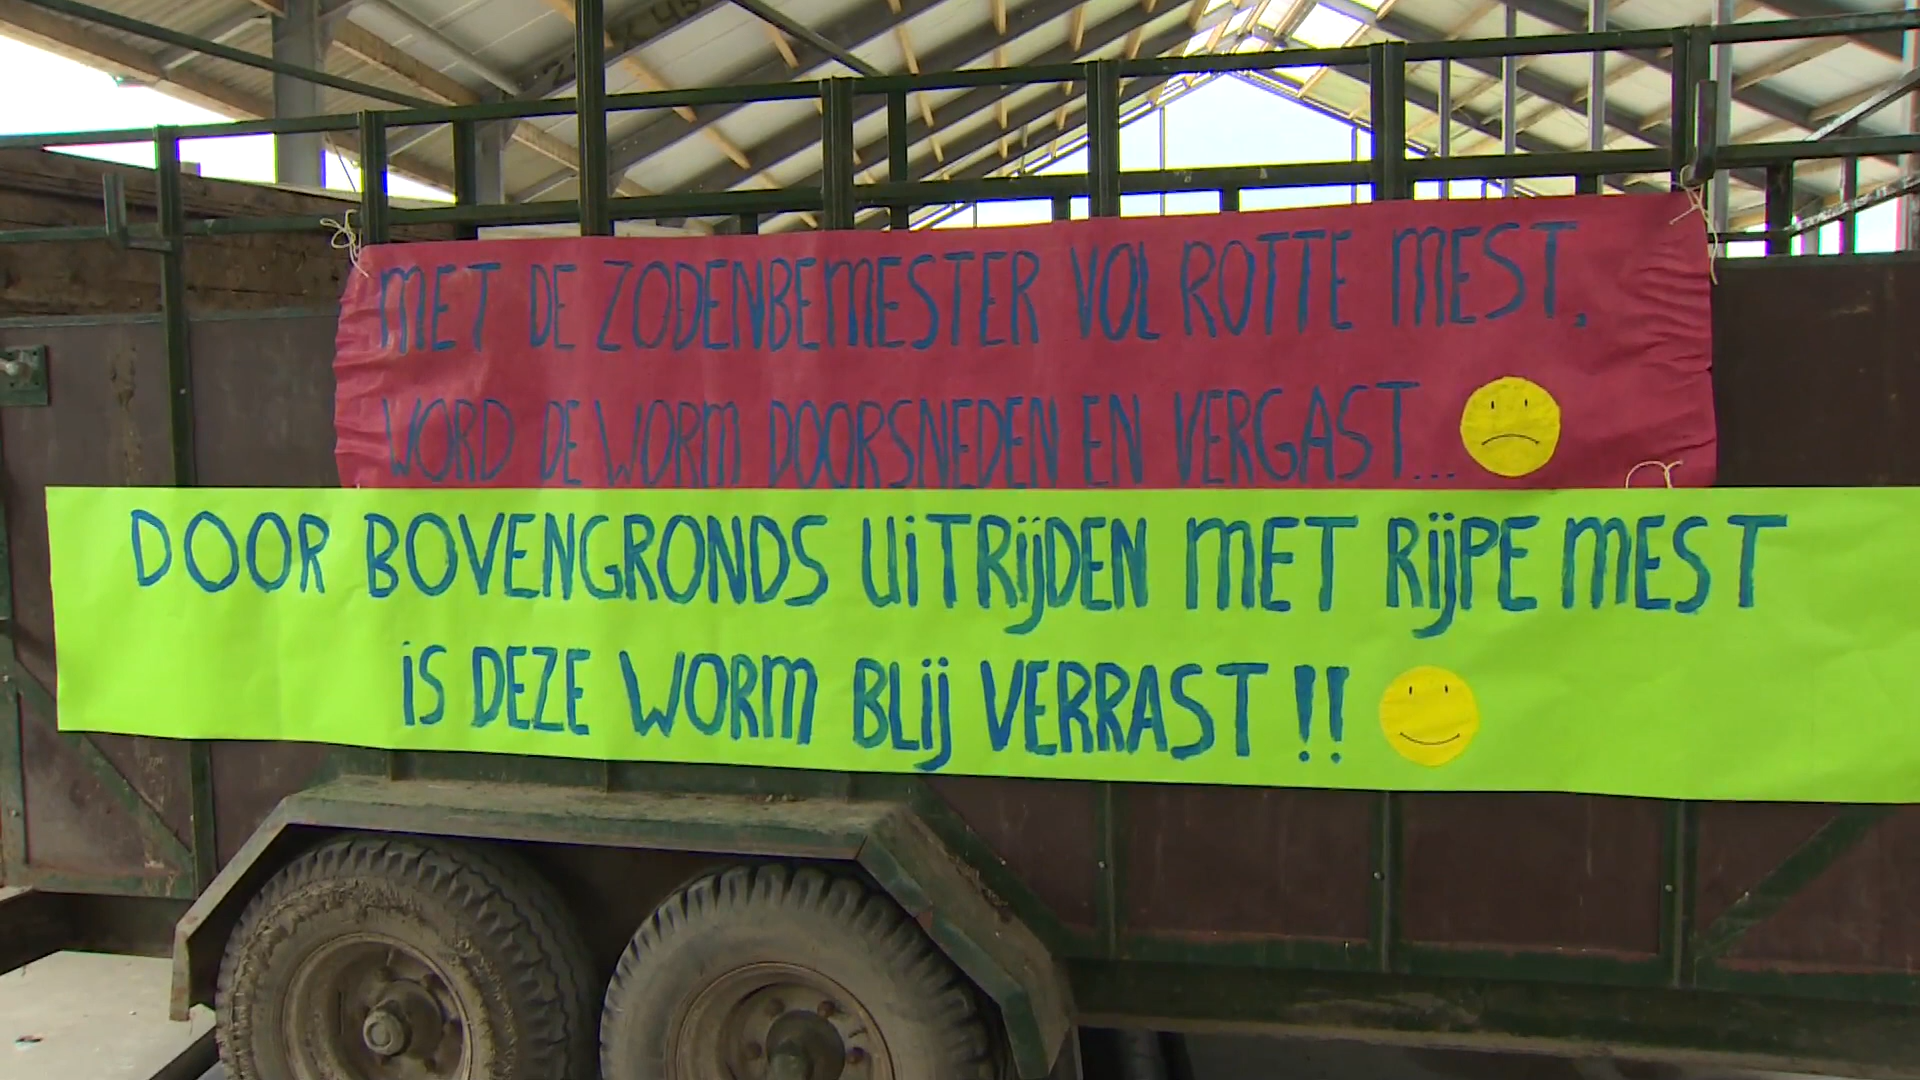 MET DE ZODENBEMESTER VOL ROTTE MEST,
WORD DE WORM DOORSNEDEN EN VERGAST...
DOOR BOVENGRONDS UiTRijDEN MET RijPE MEST
iS DEZE WORM BLij VERRAST!!